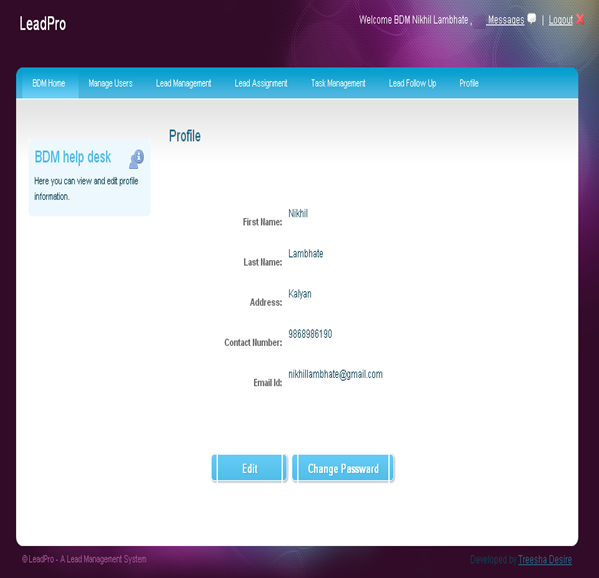 LeadPro
Welcome BDM Nikhil Lambhate , Messages | Logout
BDM Home Manage Users Lead Management Lead Assignment Task Management Lead Follow Up Profile
Profile
BDM help desk
Here you can view and edit profile
information.
First Name: Nikhil
Last Name: Lambhate
Address: Kalyan
Contact Number: 9868986190
Email Id: nikhillambhate@gmail.com
Edit Change Password
© LeadPro - A Lead Management System Developed by Treesha Desire